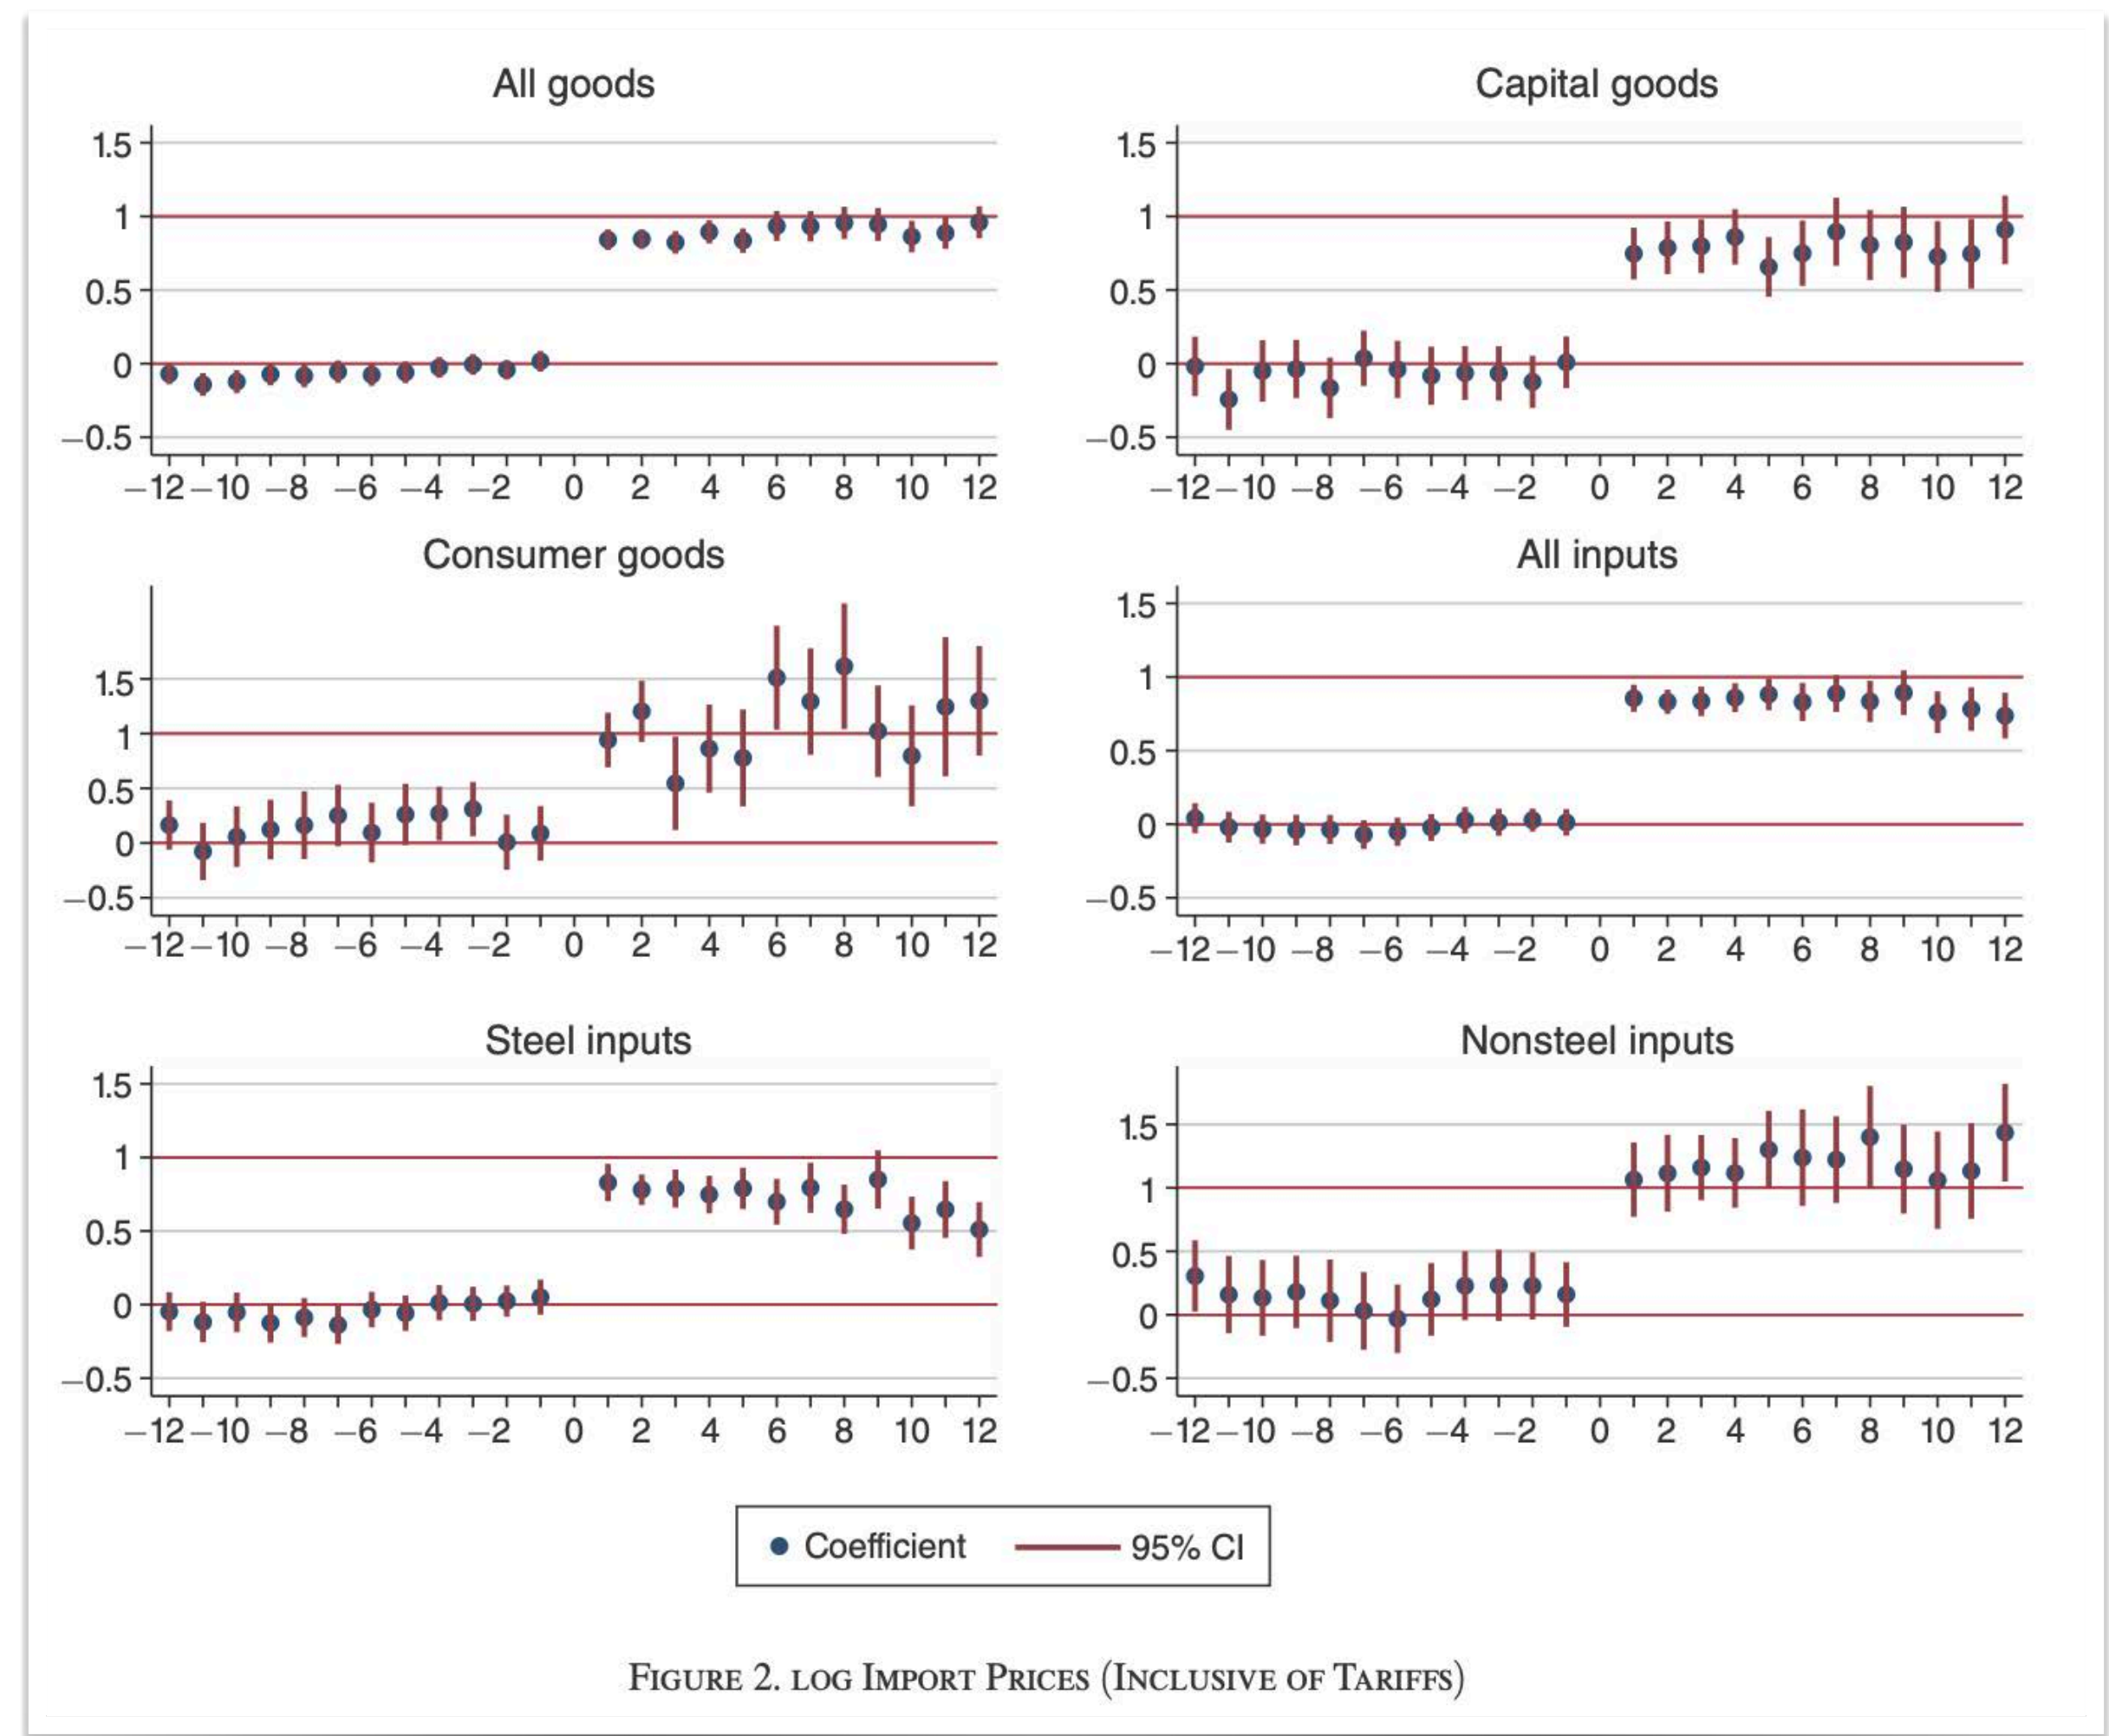 All goods
1.5
1
0.5
0
−0.5
−12 −10 −8 −6 −4 −2 0 2 4 6 8 10 12
Capital goods
1.5
1
0.5
0
−0.5
−12 −10 −8 −6 −4 −2 0 2 4 6 8 10 12
Consumer goods
1.5
1
0.5
0
−0.5
−12 −10 −8 −6 −4 −2 0 2 4 6 8 10 12
All inputs
1.5
1
0.5
0
−0.5
−12 −10 −8 −6 −4 −2 0 2 4 6 8 10 12
Steel inputs
1.5
1
0.5
0
−0.5
−12 −10 −8 −6 −4 −2 0 2 4 6 8 10 12
Nonsteel inputs
1.5
1
0.5
0
−0.5
−12 −10 −8 −6 −4 −2 0 2 4 6 8 10 12
Coefficient 95% CI
FIGURE 2. LOG IMPORT PRICES (INCLUSIVE OF TARIFFS)